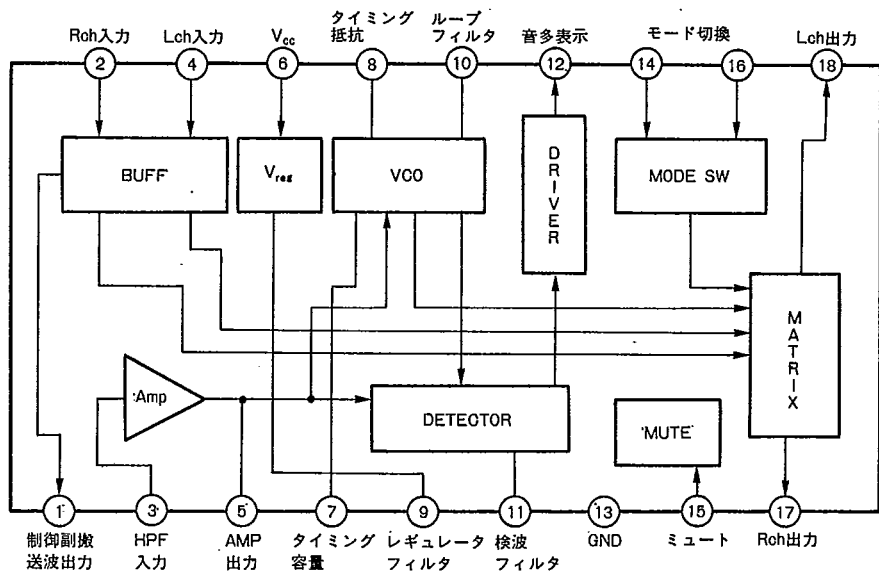 Rch入力
Lch入力
Vcc
タイミング
抵抗
ループ
フィルタ
音多表示
モード切換
Lch出力
2
4
6
8
10
12
14
16
18
BUFF
Vreg
VCO
DRIVER
MODE SW
MATRIX
Amp
DETECTOR
MUTE
1
3
5
7
9
11
13
15
17
制御副搬
送波出力
HPF
入力
AMP
出力
タイミング
容量
レギュレータ
フィルタ
検波
フィルタ
GND
ミュート
Rch出力